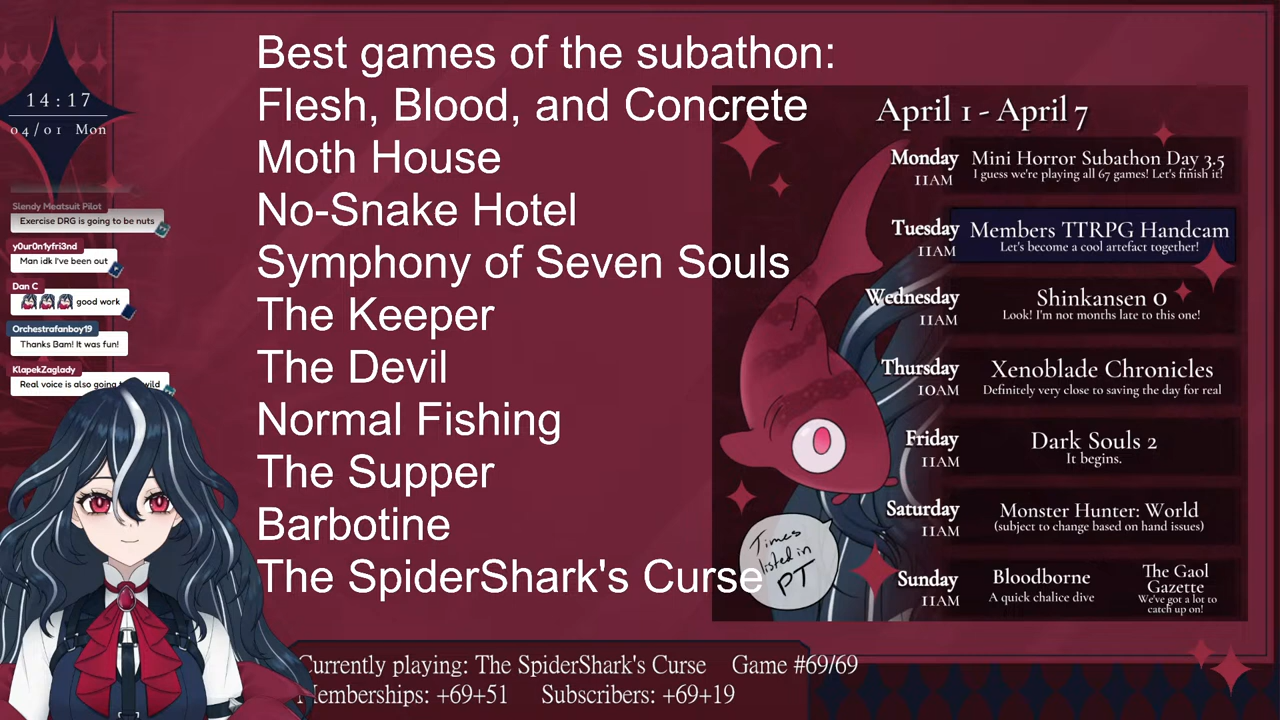 14:17
04/01 Mon
Slendy Meatsuit Pilot
Exercise DRG is going to be nuts
y0ur0n1yfri3nd
Man idk I've been out
Dan C
good work
Orchestrafanboy19
Thanks Bam! It was fun!
KlapekZaglady
Real voice is also going wild
Best games of the subathon:
Flesh, Blood, and Concrete
Moth House
No-Snake Hotel
Symphony of Seven Souls
The Keeper
The Devil
Normal Fishing
The Supper
Barbotine
The SpiderShark's Curse
April 1 - April 7
Monday
11AM
Mini Horror Subathon Day 3.5
I guess we're playing all 67 games! Let's finish it!
Tuesday
11AM
Members TTRPG Handcam
Let's become a cool artefact together!
Wednesday
11AM
Shinkansen 0
Look! I'm not months late to this one!
Thursday
10AM
Xenoblade Chronicles
Definitely very close to saving the day for real
Friday
11AM
Dark Souls 2
It begins.
Saturday
11AM
Monster Hunter: World
(subject to change based on hand issues)
Sunday
11AM
Bloodborne
A quick chalice dive
The Gaol
Gazette
We've got a lot to
catch up on!
Times
listed in
PT
Currently playing: The SpiderShark's Curse Game #69/69
Memberships: +69+51 Subscribers: +69+19